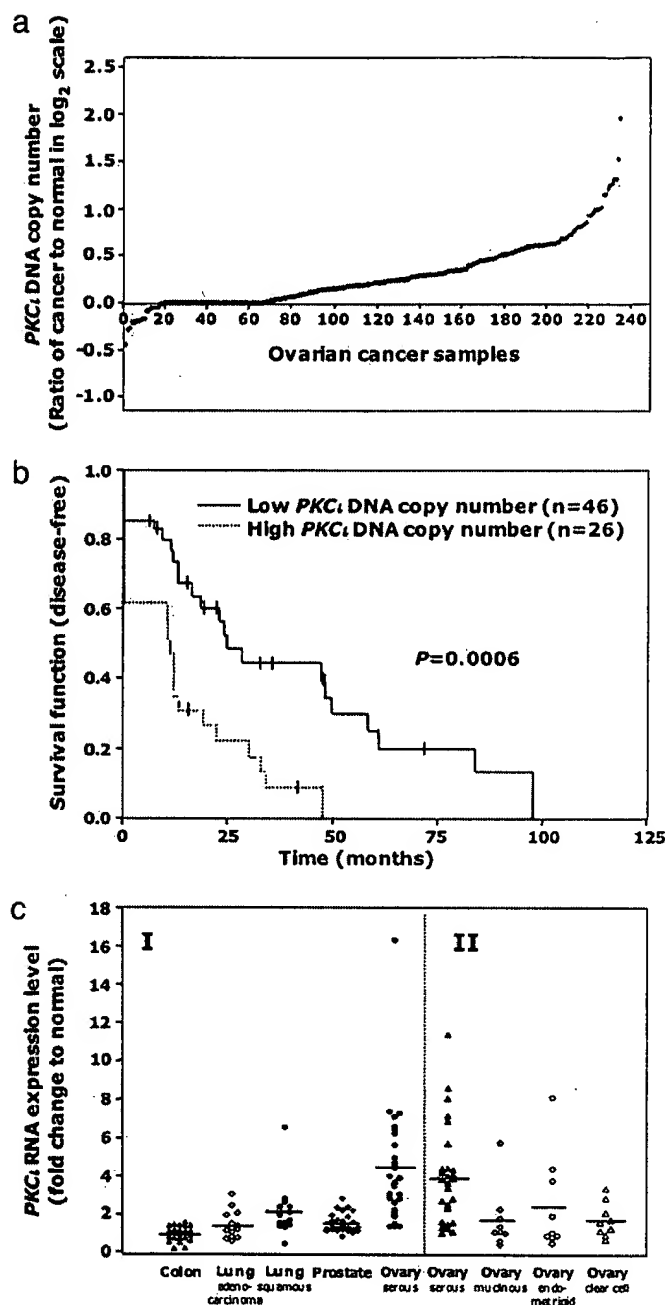 a
PKCι DNA copy number
(Ratio of cancer to normal in log2 scale)
2.5
2.0
1.5
1.0
0.5
0.0
-0.5
-1.0
0 20 40 60 80 100 120 140 160 180 200 220 240
Ovarian cancer samples
b
Survival function (disease-free)
1.0
0.8
0.6
0.4
0.2
0.0
Low PKCι DNA copy number (n=46)
High PKCι DNA copy number (n=26)
P=0.0006
0 25 50 75 100 125
Time (months)
c
PKCι RNA expression level
(fold change to normal)
18
16
14
12
10
8
6
4
2
0
I II
Colon Lung Lung Prostate Ovary Ovary Ovary Ovary Ovary
adeno- squamous serous serous mucinous endo- clear cell
carcinoma metrioid